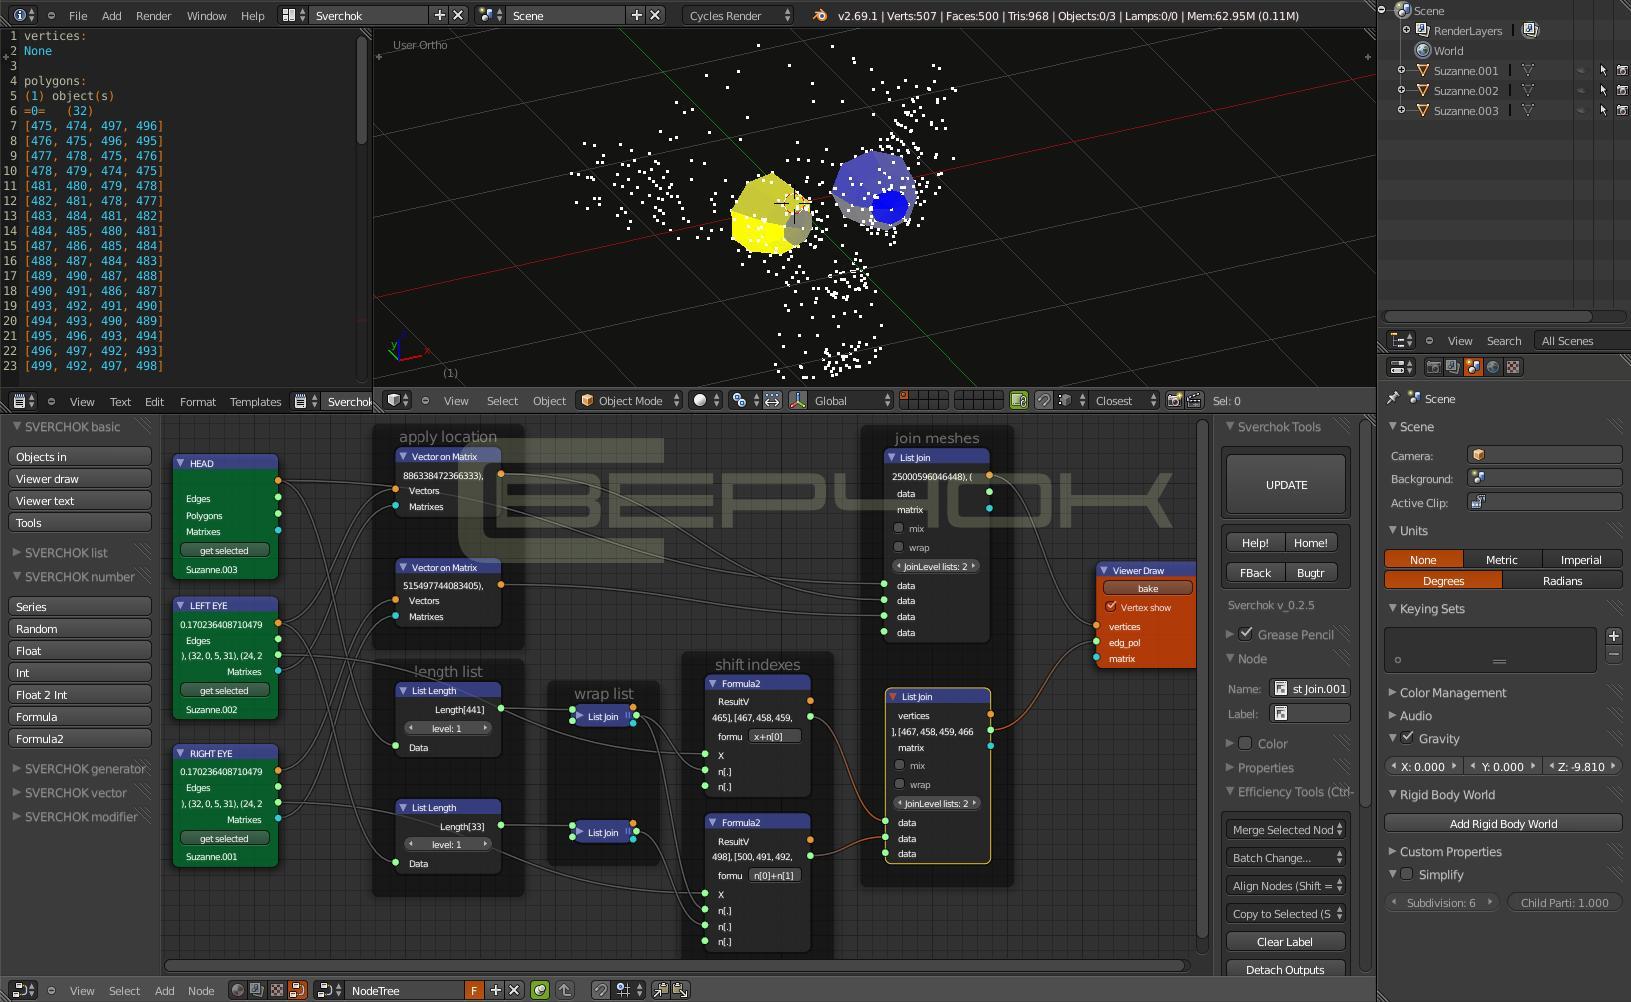 File Add Render Window Help Sverchok Scene Cycles Render v2.69.1 | Verts:507 | Faces:500 | Tris:968 | Objects:0/3 | Lamps:0/0 | Mem:62.95M (0.11M)
1 vertices:
2 None
3
4 polygons:
5 (1) object(s)
6 =0= (32)
7 [475, 474, 497, 496]
8 [476, 475, 496, 495]
9 [477, 478, 475, 476]
10 [478, 479, 474, 475]
11 [481, 480, 479, 478]
12 [482, 481, 478, 477]
13 [483, 484, 481, 482]
14 [484, 485, 480, 481]
15 [487, 486, 485, 484]
16 [488, 487, 484, 483]
17 [489, 490, 487, 488]
18 [490, 491, 486, 487]
19 [493, 492, 491, 490]
20 [494, 493, 490, 489]
21 [495, 496, 493, 494]
22 [496, 497, 492, 493]
23 [499, 492, 497, 498]
View Text Edit Format Templates Sverchok
User Ortho
y x
(1)
View Select Object Object Mode Global Closest Sel: 0
Scene
RenderLayers
World
Suzanne.001
Suzanne.002
Suzanne.003
View Search All Scenes
Scene
Scene
Camera:
Background:
Active Clip:
Units
None Metric Imperial
Degrees Radians
Keying Sets
Color Management
Audio
Gravity
X: 0.000 Y: 0.000 Z: -9.810
Rigid Body World
Add Rigid Body World
Custom Properties
Simplify
Subdivision: 6 Child Parti: 1.000
SVERCHOK basic
Objects in
Viewer draw
Viewer text
Tools
SVERCHOK list
SVERCHOK number
Series
Random
Float
Int
Float 2 Int
Formula
Formula2
SVERCHOK generator
SVERCHOK vector
SVERCHOK modifier
СВЕРЧОК
HEAD
Edges
Polygons
Matrixes
get selected
Suzanne.003
LEFT EYE
0.170236408710479
Edges
), (32, 0, 5, 31), (24, 2
Matrixes
get selected
Suzanne.002
RIGHT EYE
0.170236408710479
Edges
), (32, 0, 5, 31), (24, 2
Matrixes
get selected
Suzanne.001
apply location
Vector on Matrix
886338472366333),
Vectors
Matrixes
Vector on Matrix
515497744083405),
Vectors
Matrixes
length list
List Length
Length[441]
level: 1
Data
List Length
Length[33]
level: 1
Data
wrap list
List Join
List Join
shift indexes
Formula2
ResultV
465], [467, 458, 459,
formu x+n[0]
X
n[.]
n[.]
Formula2
ResultV
498], [500, 491, 492,
formu n[0]+n[1]
X
n[.]
n[.]
n[.]
join meshes
List Join
25000596046448), (
data
matrix
mix
wrap
JoinLevel lists: 2
data
data
data
data
List Join
vertices
], [467, 458, 459, 466
matrix
mix
wrap
JoinLevel lists: 2
data
data
data
Viewer Draw
bake
Vertex show
vertices
edg_pol
matrix
Sverchok Tools
UPDATE
Help! Home!
FBack Bugtr
Sverchok v_0.2.5
Grease Pencil
Node
Name: st Join.001
Label:
Color
Properties
Efficiency Tools (Ctrl-
Merge Selected Nod
Batch Change...
Align Nodes (Shift =
Copy to Selected (S
Clear Label
Detach Outputs
View Select Add Node NodeTree F